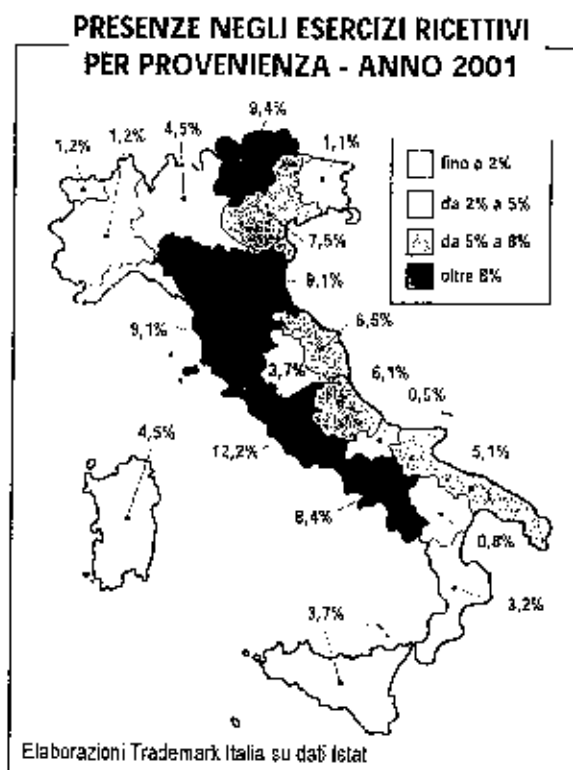 PRESENZE NEGLI ESERCIZI RICETTIVI
PER PROVENIENZA - ANNO 2001
9,4%
4,5%
1,2%
1,2%
1,1%
fino a 2%
da 2% a 5%
da 5% a 8%
oltre 8%
7,5%
9,1%
9,1%
6,5%
3,7%
6,1%
0,5%
4,5%
12,2%
5,1%
8,4%
0,8%
3,2%
3,7%
Elaborazioni Trademark Italia su dati Istat